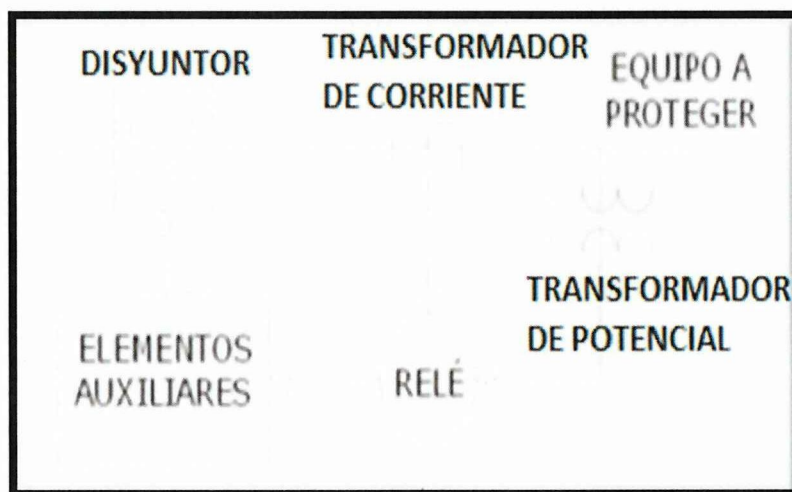 DISYUNTOR
TRANSFORMADOR
DE CORRIENTE
EQUIPO A
PROTEGER
TRANSFORMADOR
DE POTENCIAL
ELEMENTOS
AUXILIARES
RELÉ